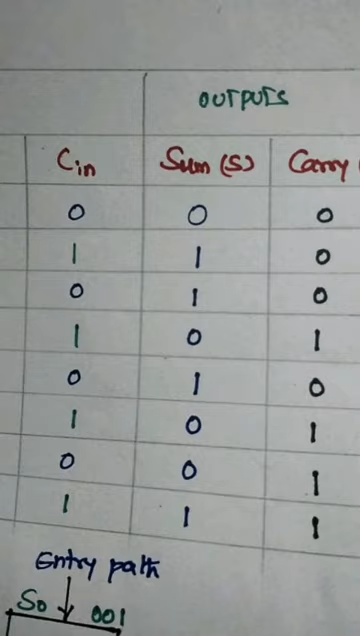 OUTPUTS
Cin Sum (S) Carry (
0 0 0
1 1 0
0 1 0
1 0 1
0 1 0
1 0 1
0 0 1
1 1 1
Entry path
S0 001